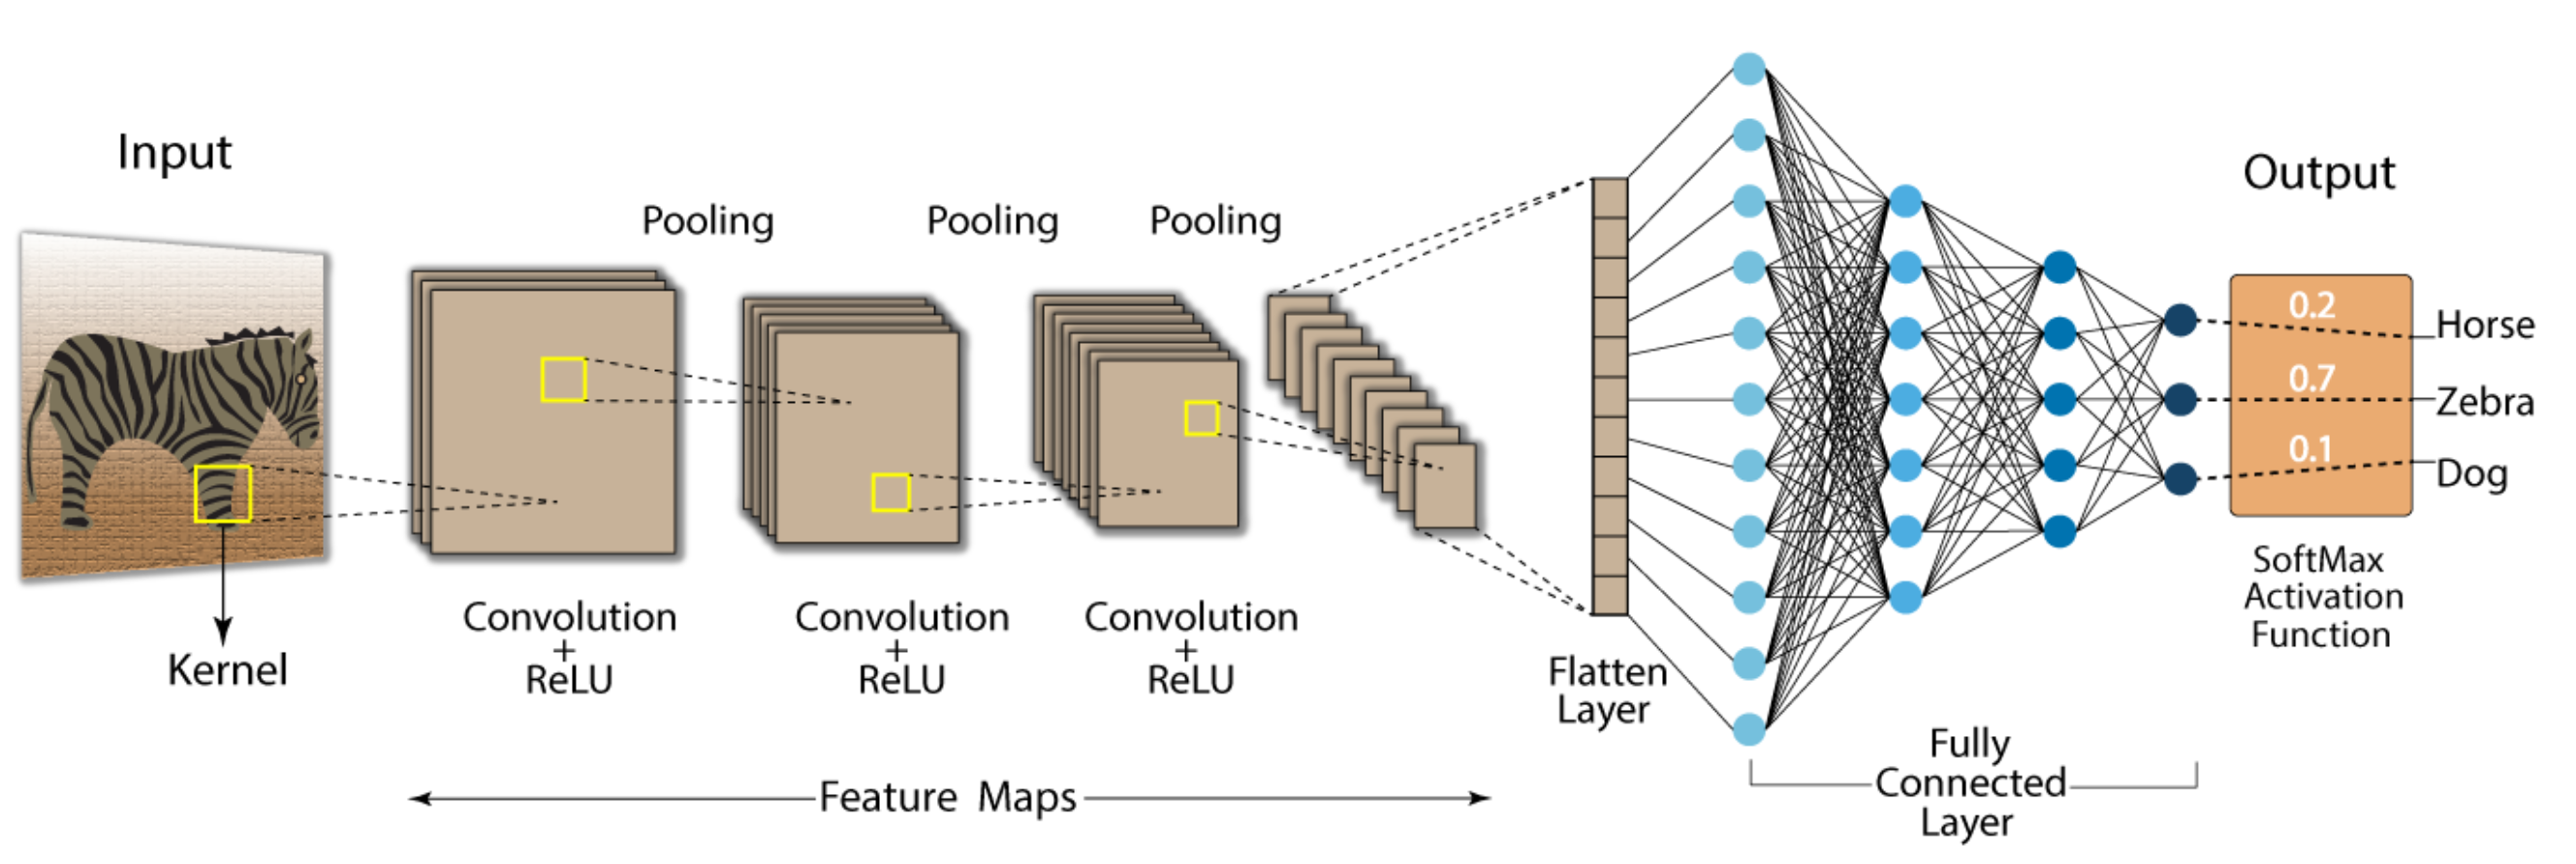 Input
Kernel
Pooling
Pooling
Pooling
Convolution
+
ReLU
Convolution
+
ReLU
Convolution
+
ReLU
Feature Maps
Flatten
Layer
Fully
Connected
Layer
Output
0.2
Horse
0.7
Zebra
0.1
Dog
SoftMax
Activation
Function